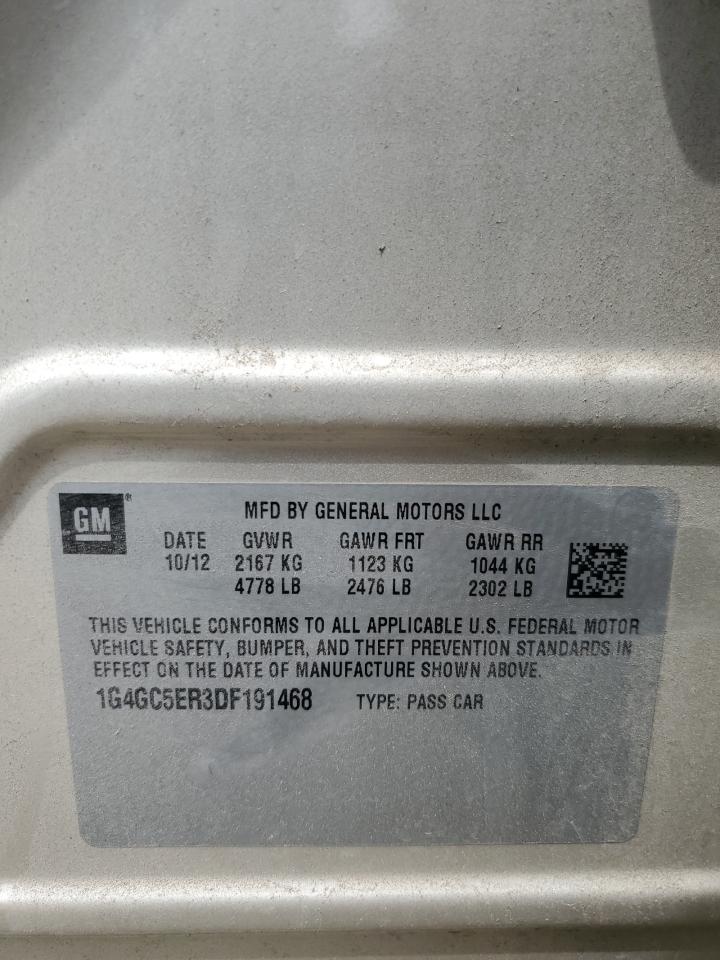 GM®
MFD BY GENERAL MOTORS LLC
DATE GVWR GAWR FRT GAWR RR
10/12 2167 KG 1123 KG 1044 KG
4778 LB 2476 LB 2302 LB
THIS VEHICLE CONFORMS TO ALL APPLICABLE U.S. FEDERAL MOTOR
VEHICLE SAFETY, BUMPER, AND THEFT PREVENTION STANDARDS IN
EFFECT ON THE DATE OF MANUFACTURE SHOWN ABOVE.
1G4GC5ER3DF191468 TYPE: PASS CAR